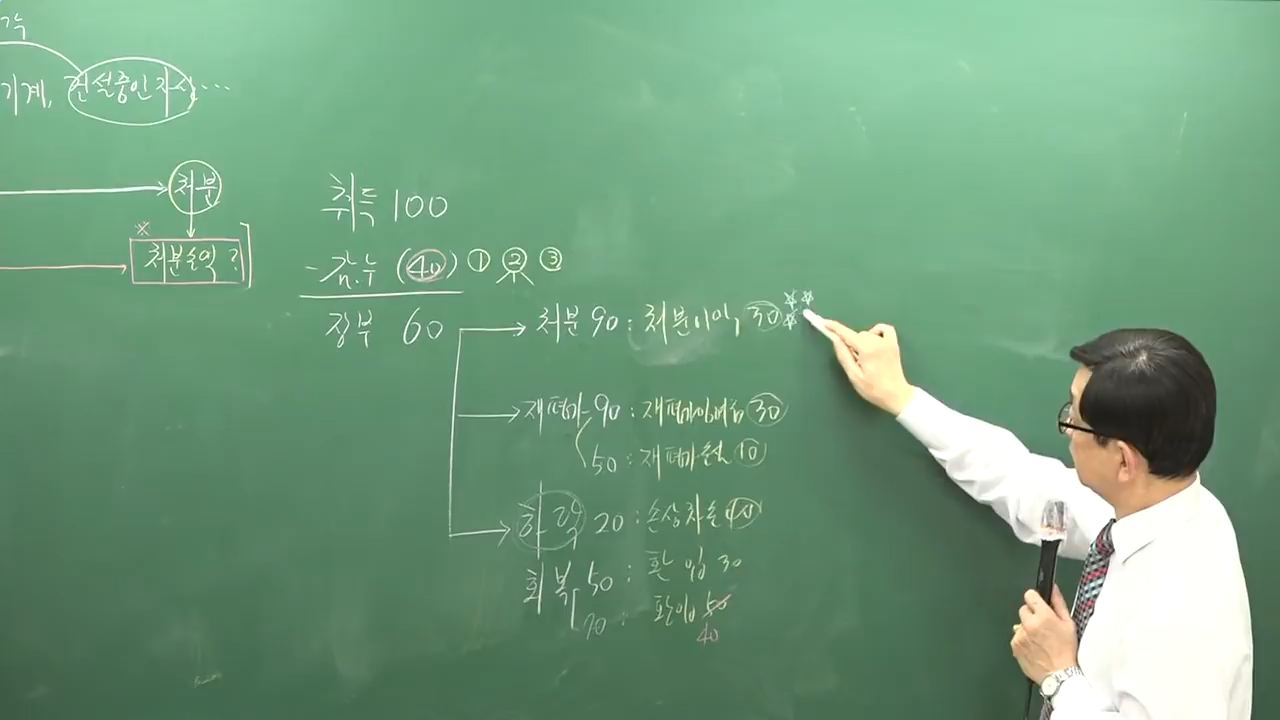 각
기계, 건설중인자산…
처분
※
처분손익?
취득 100
- 감.누 (40) ① ② ③
장부 60
처분 90 : 처분이익, 30
재평가 90 : 재평가잉여금 30
50 : 재평가손실 10
하락 20 : 손상차손 40
회복 50 : 환입 30
70 : 환입 50
40